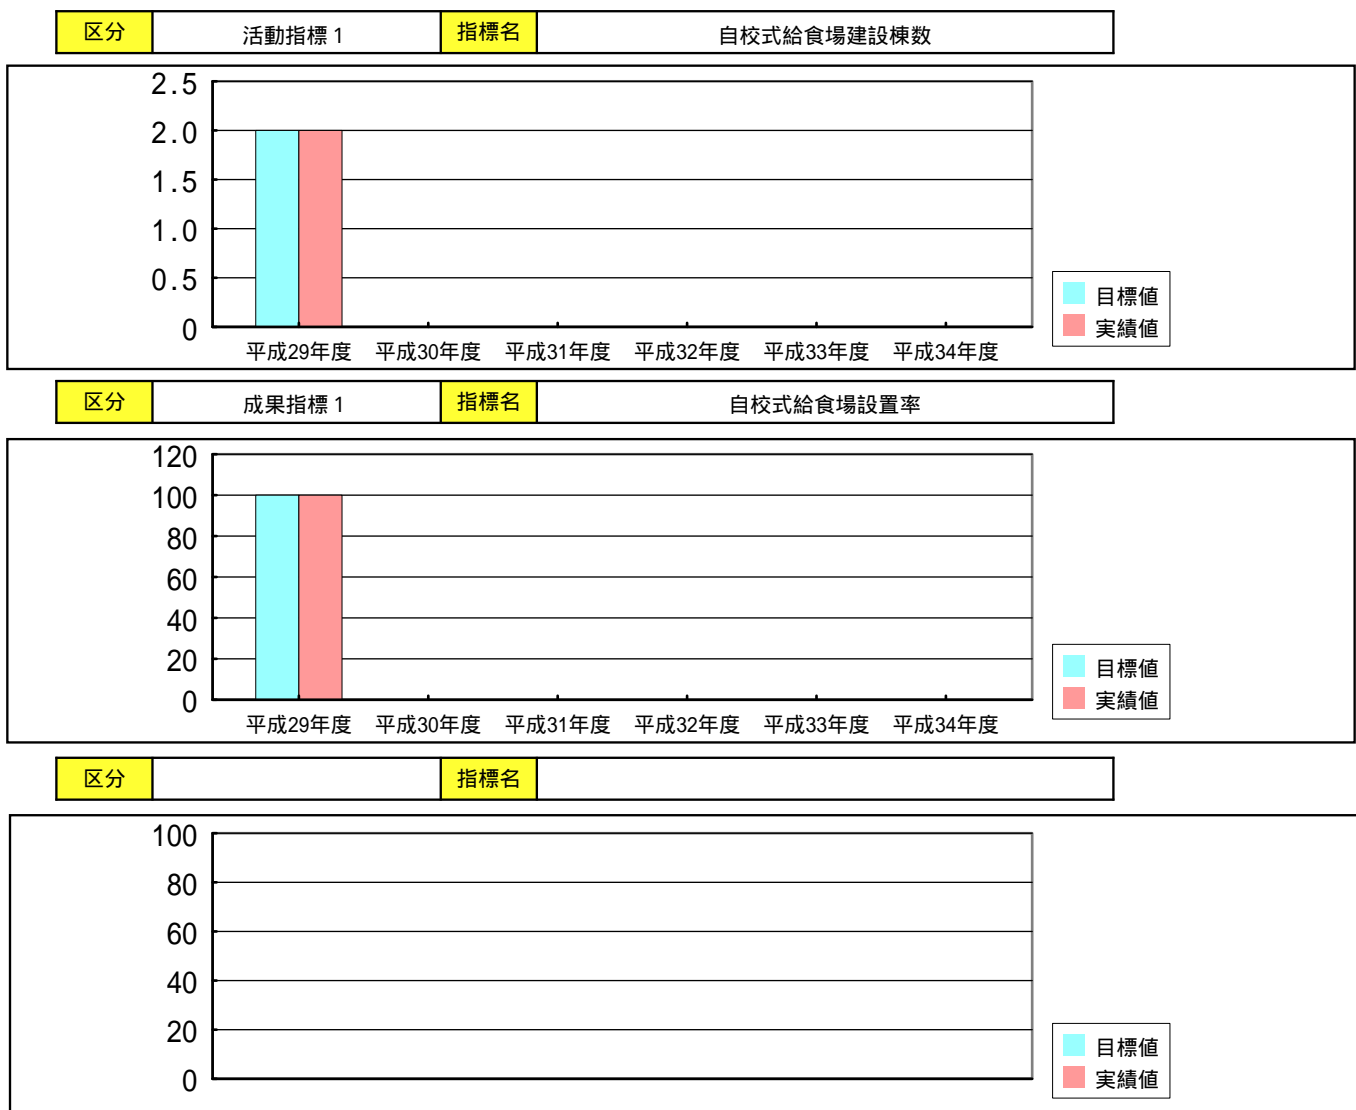 区分 活動指標1 指標名 自校式給食場建設棟数
2.5
2.0
1.5
1.0
0.5
0
平成29年度 平成30年度 平成31年度 平成32年度 平成33年度 平成34年度
目標値
実績値
区分 成果指標1 指標名 自校式給食場設置率
120
100
80
60
40
20
0
平成29年度 平成30年度 平成31年度 平成32年度 平成33年度 平成34年度
目標値
実績値
区分 指標名
100
80
60
40
20
0
目標値
実績値